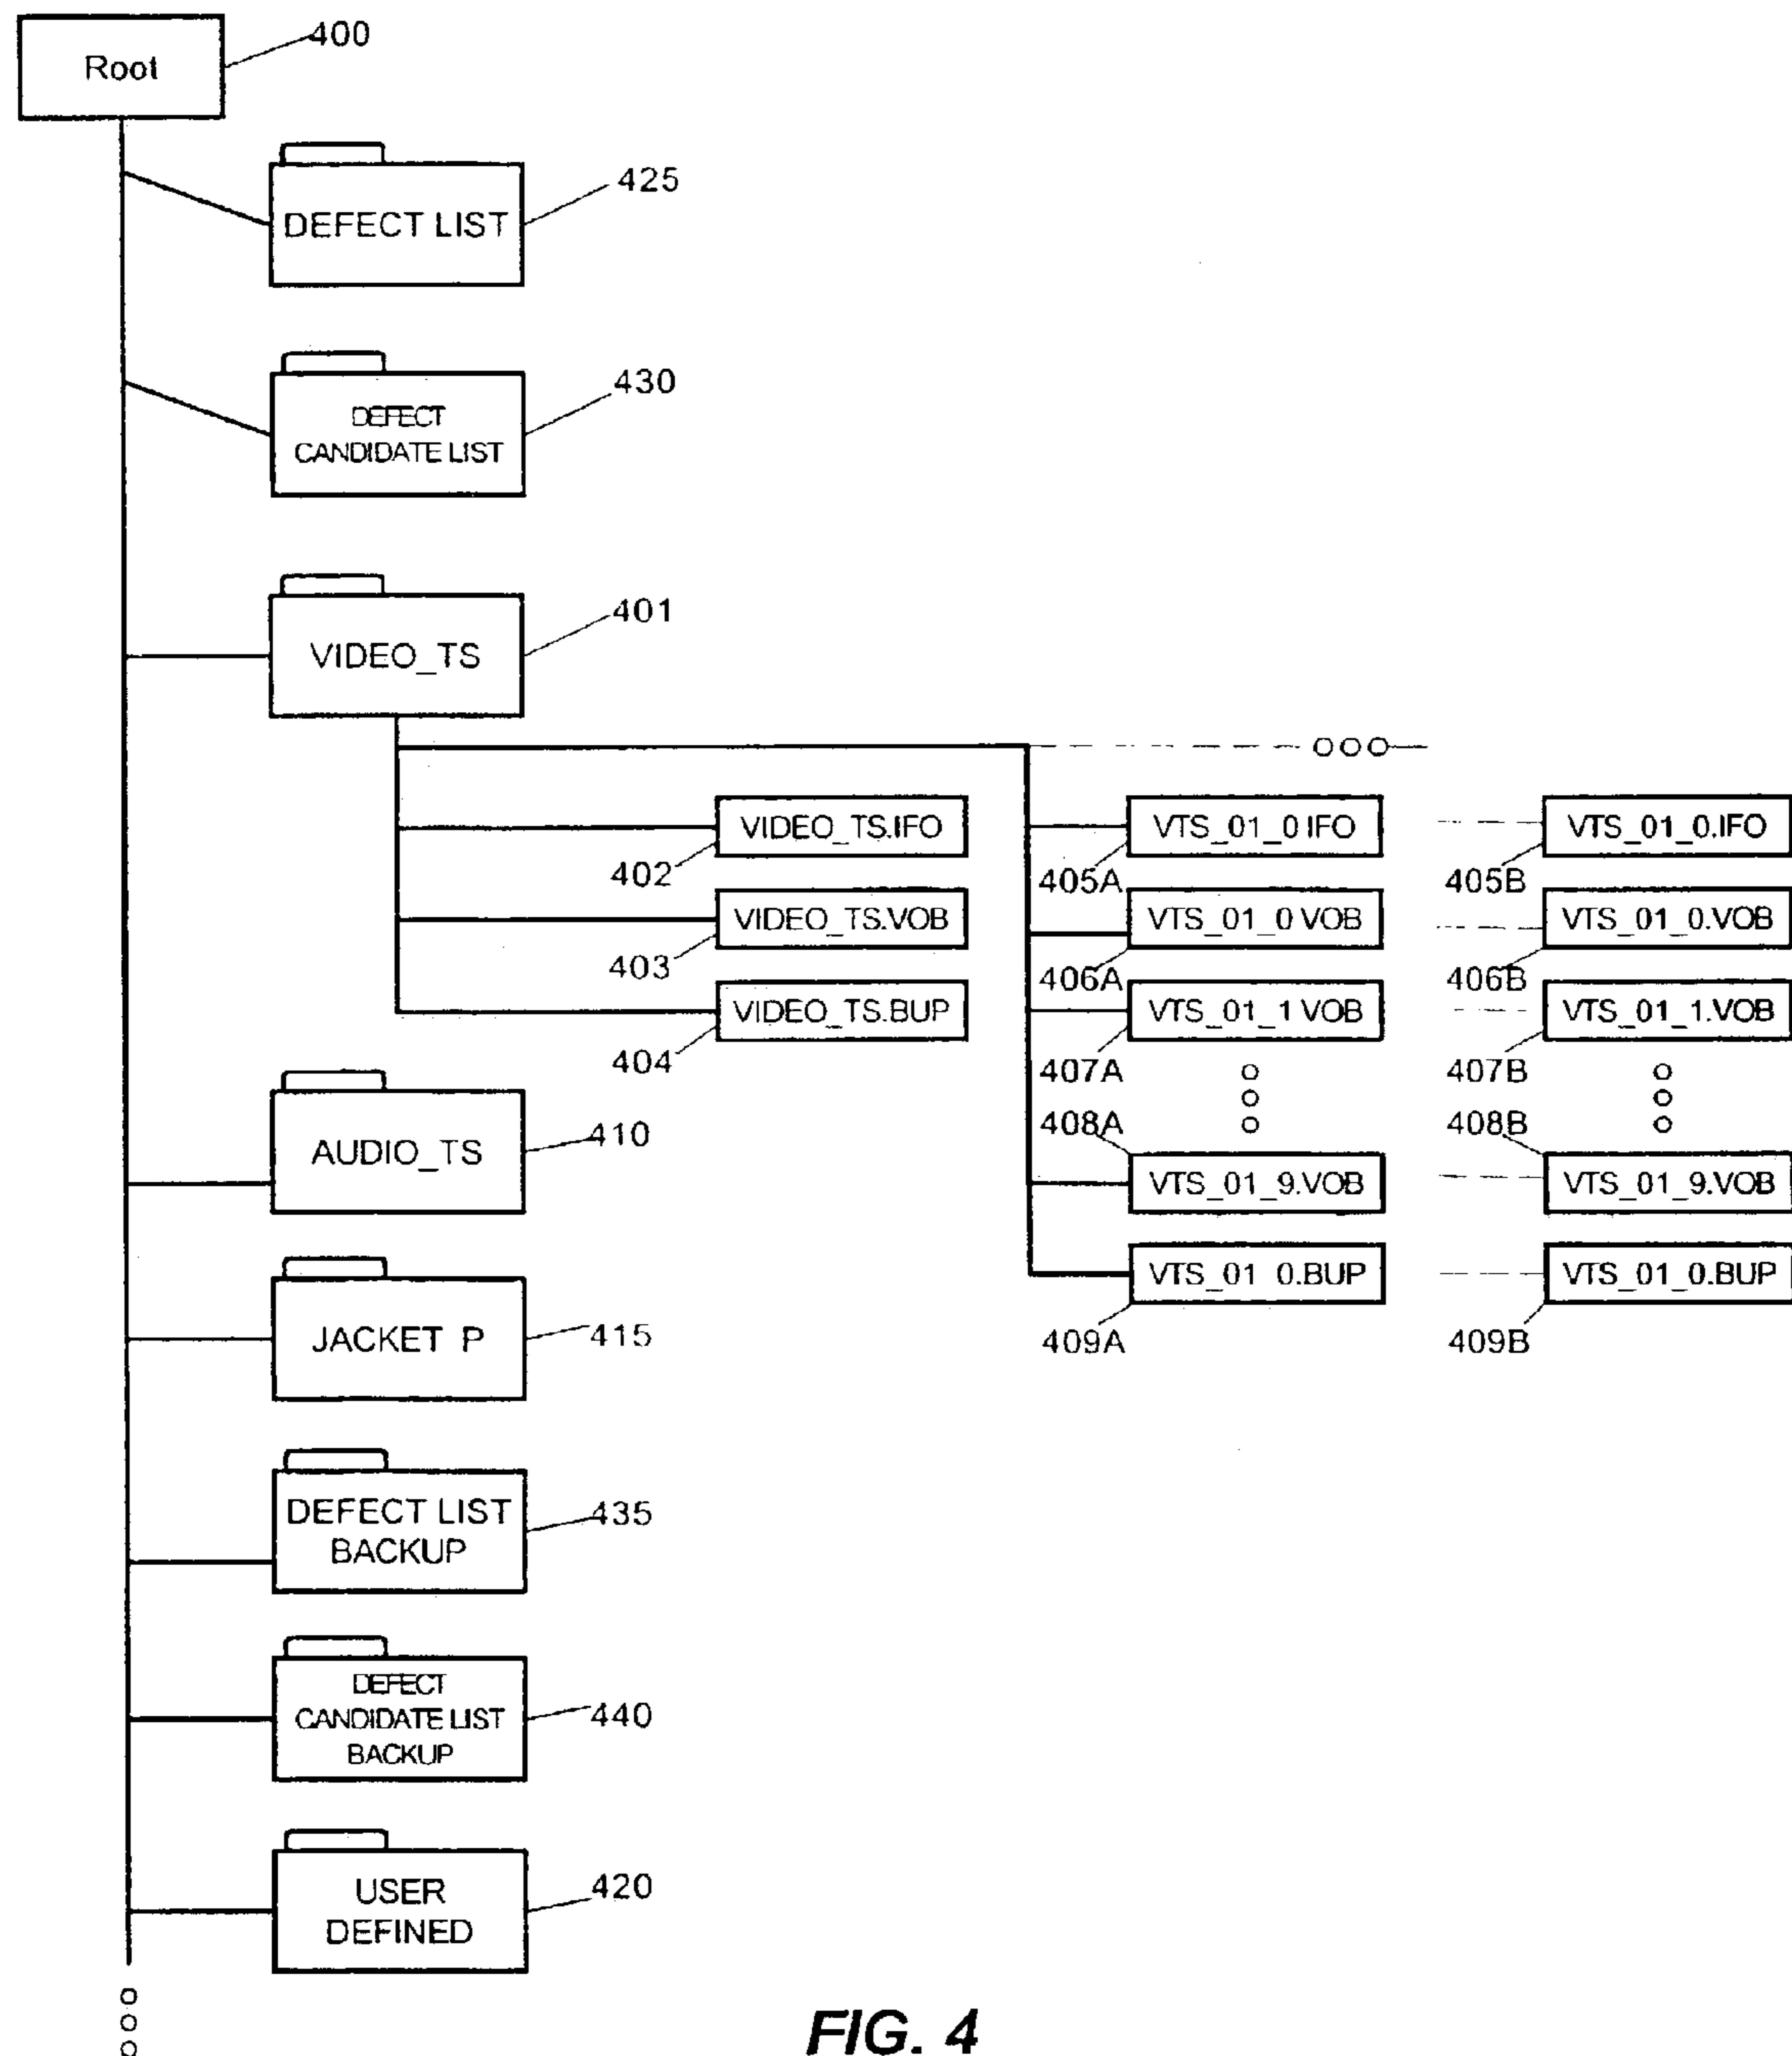 Root
400
DEFECT LIST
425
DEFECT
CANDIDATE LIST
430
VIDEO_TS
401
VIDEO_TS.IFO
402
VIDEO_TS.VOB
403
VIDEO_TS.BUP
404
VTS_01_0 IFO
405A
VTS_01_0 VOB
406A
VTS_01_1 VOB
407A
408A
VTS_01_9.VOB
VTS_01_0.BUP
409A
VTS_01_0.IFO
405B
VTS_01_0.VOB
406B
VTS_01_1.VOB
407B
408B
VTS_01_9.VOB
VTS_01_0.BUP
409B
AUDIO_TS
410
JACKET P
415
DEFECT LIST
BACKUP
435
DEFECT
CANDIDATE LIST
BACKUP
440
USER
DEFINED
420
FIG. 4